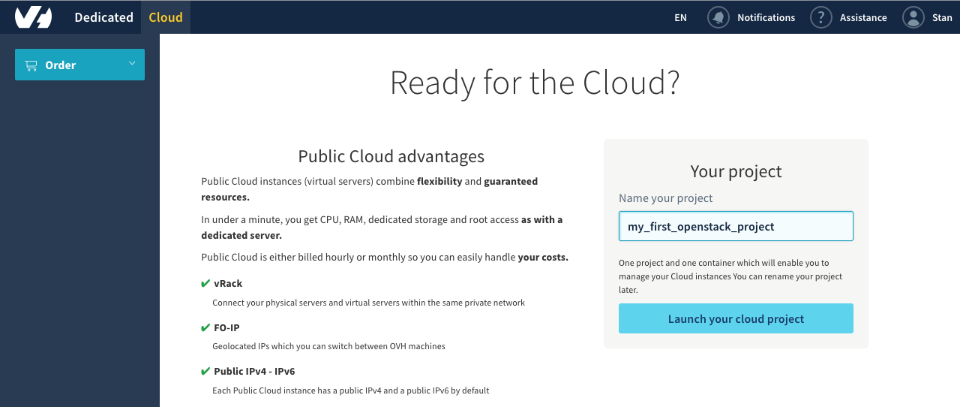 Dedicated Cloud EN Notifications ? Assistance Stan
Order
Ready for the Cloud?
Public Cloud advantages
Public Cloud instances (virtual servers) combine flexibility and guaranteed
resources.
In under a minute, you get CPU, RAM, dedicated storage and root access as with a
dedicated server.
Public Cloud is either billed hourly or monthly so you can easily handle your costs.
✔ vRack
Connect your physical servers and virtual servers within the same private network
✔ FO-IP
Geolocated IPs which you can switch between OVH machines
✔ Public IPv4 - IPv6
Each Public Cloud instance has a public IPv4 and a public IPv6 by default
Your project
Name your project
my_first_openstack_project
One project and one container which will enable you to
manage your Cloud instances You can rename your project
later.
Launch your cloud project